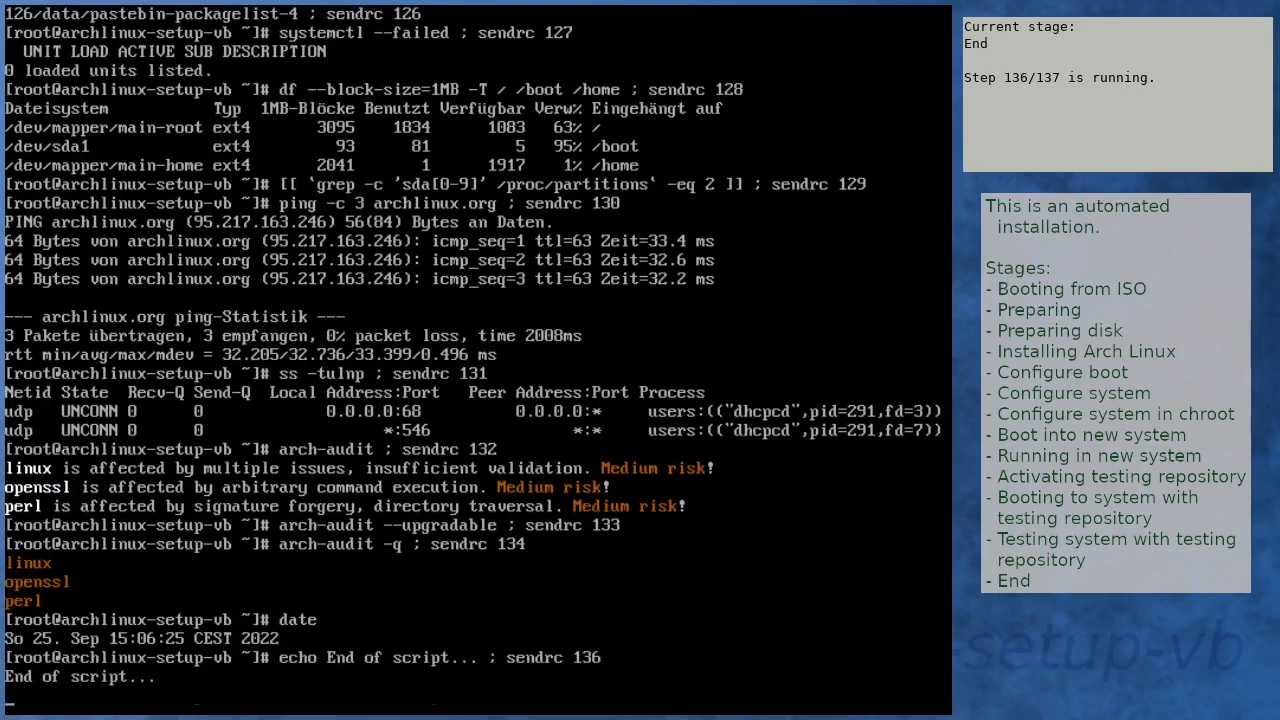 126/data/pastebin-packagelist-4 ; sendrc 126
[root@archlinux-setup-vb ~]# systemctl --failed ; sendrc 127
  UNIT LOAD ACTIVE SUB DESCRIPTION
0 loaded units listed.
[root@archlinux-setup-vb ~]# df --block-size=1MB -T / /boot /home ; sendrc 128
Dateisystem           Typ  1MB-Blöcke Benutzt Verfügbar Verw% Eingehängt auf
/dev/mapper/main-root ext4       3095    1834      1083   63% /
/dev/sda1             ext4         93      81         5   95% /boot
/dev/mapper/main-home ext4       2041       1      1917    1% /home
[root@archlinux-setup-vb ~]# [[ `grep -c 'sda[0-9]' /proc/partitions` -eq 2 ]] ; sendrc 129
[root@archlinux-setup-vb ~]# ping -c 3 archlinux.org ; sendrc 130
PING archlinux.org (95.217.163.246) 56(84) Bytes an Daten.
64 Bytes von archlinux.org (95.217.163.246): icmp_seq=1 ttl=63 Zeit=33.4 ms
64 Bytes von archlinux.org (95.217.163.246): icmp_seq=2 ttl=63 Zeit=32.6 ms
64 Bytes von archlinux.org (95.217.163.246): icmp_seq=3 ttl=63 Zeit=32.2 ms
--- archlinux.org ping-Statistik ---
3 Pakete übertragen, 3 empfangen, 0% packet loss, time 2008ms
rtt min/avg/max/mdev = 32.205/32.736/33.399/0.496 ms
[root@archlinux-setup-vb ~]# ss -tulnp ; sendrc 131
Netid State  Recv-Q Send-Q  Local Address:Port   Peer Address:Port Process
udp   UNCONN 0      0             0.0.0.0:68          0.0.0.0:*     users:(("dhcpcd",pid=291,fd=3))
udp   UNCONN 0      0                   *:546               *:*     users:(("dhcpcd",pid=291,fd=7))
[root@archlinux-setup-vb ~]# arch-audit ; sendrc 132
linux is affected by multiple issues, insufficient validation. Medium risk!
openssl is affected by arbitrary command execution. Medium risk!
perl is affected by signature forgery, directory traversal. Medium risk!
[root@archlinux-setup-vb ~]# arch-audit --upgradable ; sendrc 133
[root@archlinux-setup-vb ~]# arch-audit -q ; sendrc 134
linux
openssl
perl
[root@archlinux-setup-vb ~]# date
So 25. Sep 15:06:25 CEST 2022
[root@archlinux-setup-vb ~]# echo End of script... ; sendrc 136
End of script...
Current stage:
End
Step 136/137 is running.
This is an automated
installation.
Stages:
- Booting from ISO
- Preparing
- Preparing disk
- Installing Arch Linux
- Configure boot
- Configure system
- Configure system in chroot
- Boot into new system
- Running in new system
- Activating testing repository
- Booting to system with
testing repository
- Testing system with testing
repository
- End
-setup-vb